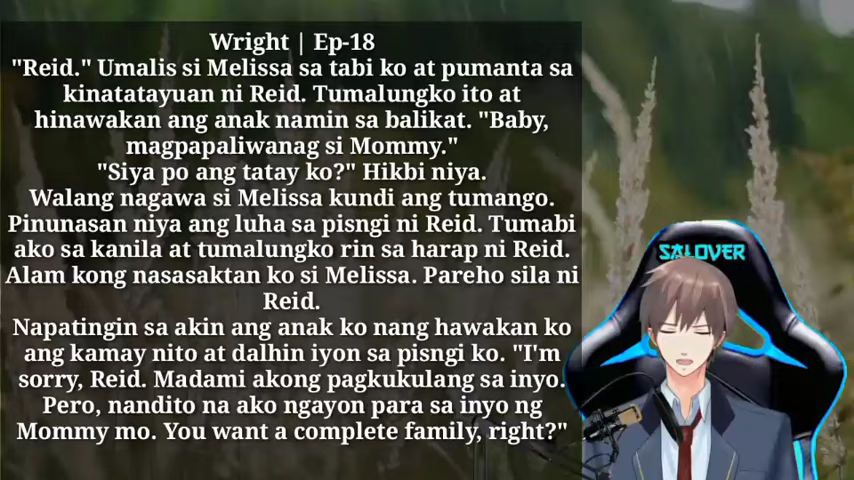 Wright | Ep-18
"Reid." Umalis si Melissa sa tabi ko at pumanta sa
kinatatayuan ni Reid. Tumalungko ito at
hinawakan ang anak namin sa balikat. "Baby,
magpapaliwanag si Mommy."
"Siya po ang tatay ko?" Hikbi niya.
Walang nagawa si Melissa kundi ang tumango.
Pinunasan niya ang luha sa pisngi ni Reid. Tumabi
ako sa kanila at tumalungko rin sa harap ni Reid.
Alam kong nasasaktan ko si Melissa. Pareho sila ni
Reid.
Napatingin sa akin ang anak ko nang hawakan ko
ang kamay nito at dalhin iyon sa pisngi ko. "I'm
sorry, Reid. Madami akong pagkukulang sa inyo.
Pero, nandito na ako ngayon para sa inyo ng
Mommy mo. You want a complete family, right?"
SALOVER